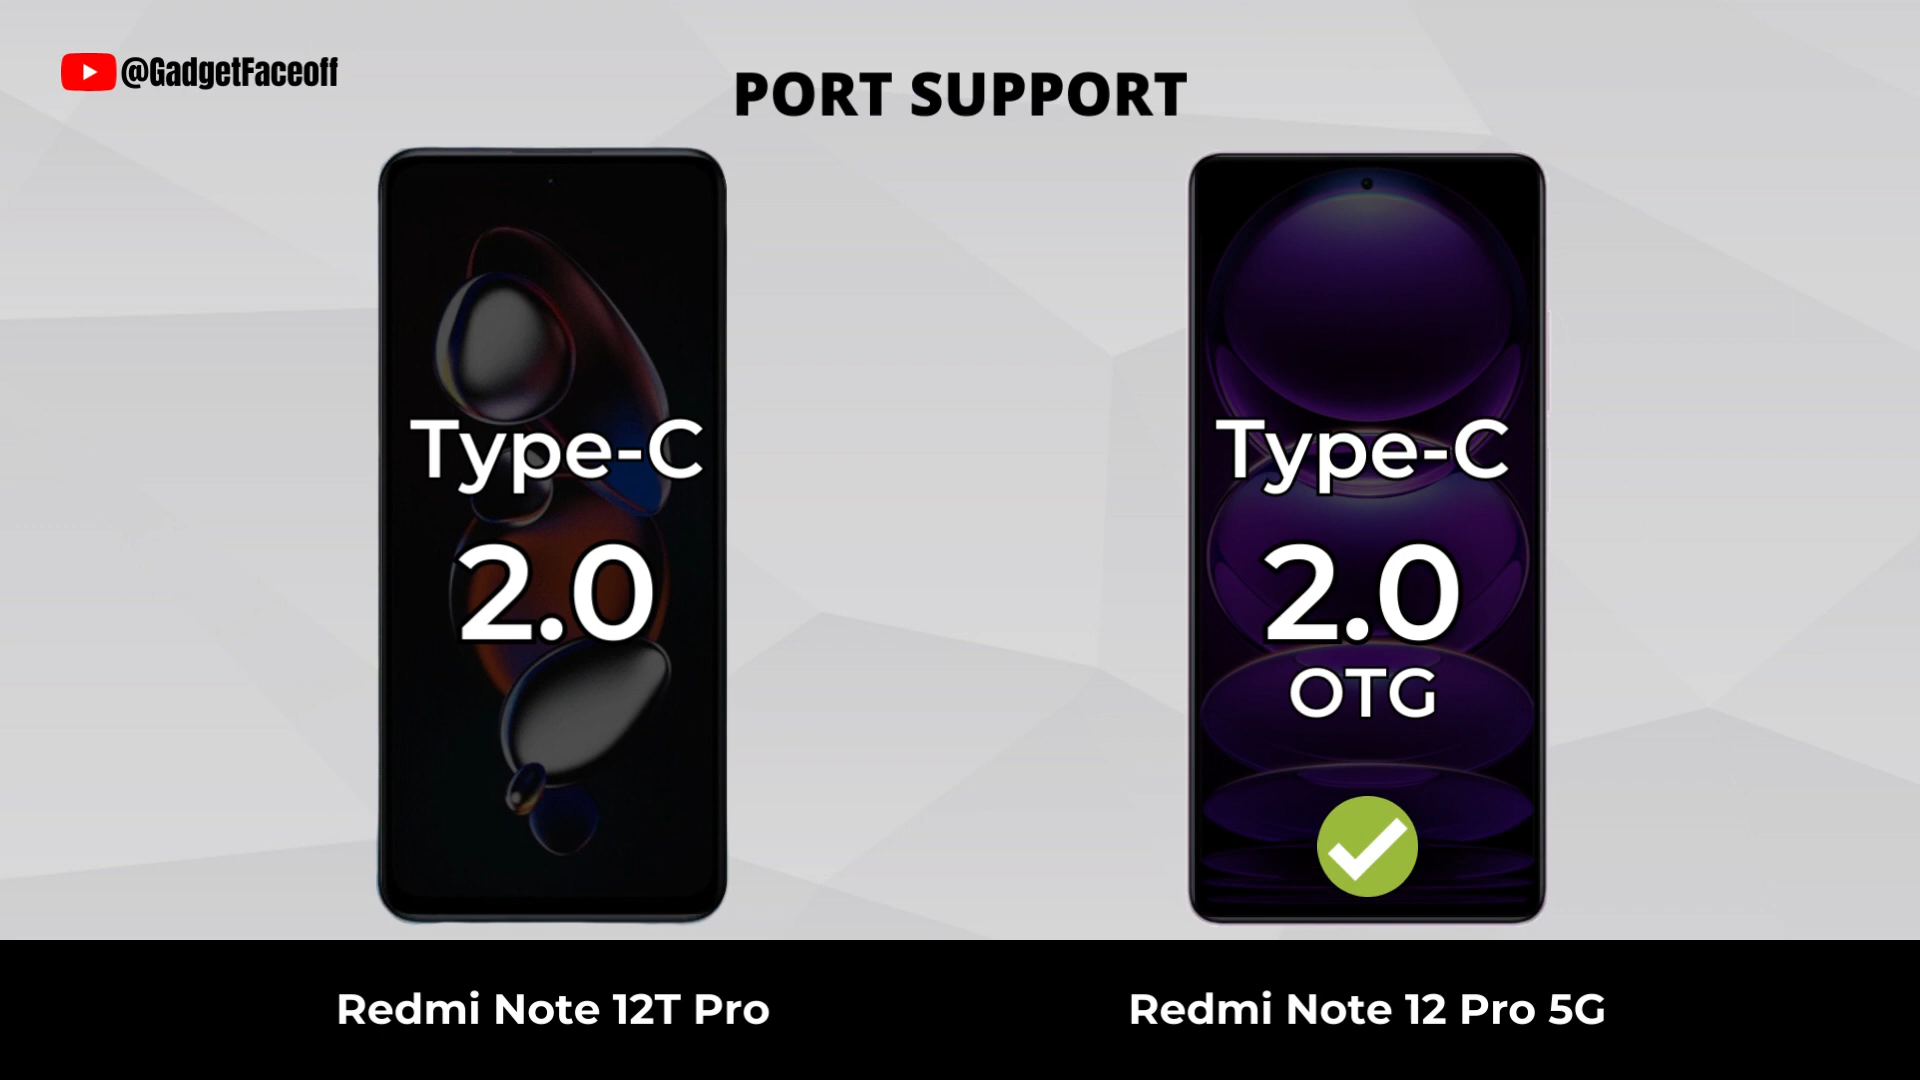 @GadgetFaceoff
PORT SUPPORT
Type-C
2.0
Type-C
2.0
OTG
Redmi Note 12T Pro
Redmi Note 12 Pro 5G